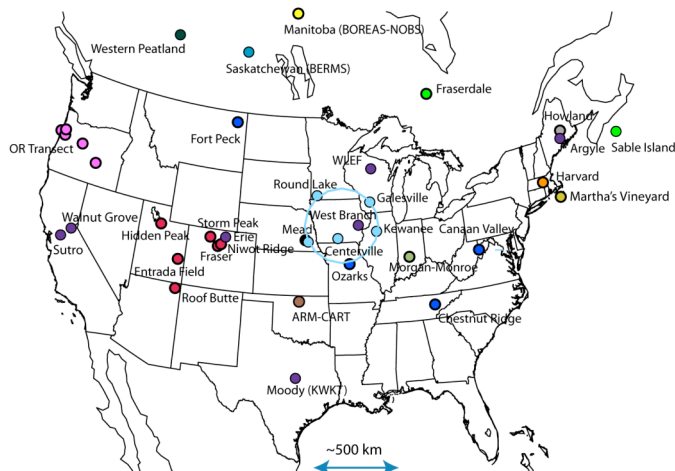 Manitoba (BOREAS-NOBS)
Western Peatland
Saskatchewan (BERMS)
Fraserdale
Howland
Fort Peck
OR Transect
Argyle
Sable Island
WLEF
Harvard
Round Lake
Galesville
Martha's Vineyard
Walnut Grove
West Branch
Storm Peak
Mead
Kewanee
Canaan Valley
Hidden Peak
Erie
Sutro
Niwot Ridge
Centerville
Fraser
Morgan-Monroe
Entrada Field
Ozarks
Roof Butte
ARM-CART
Chestnut Ridge
Moody (KWKT)
~500 km